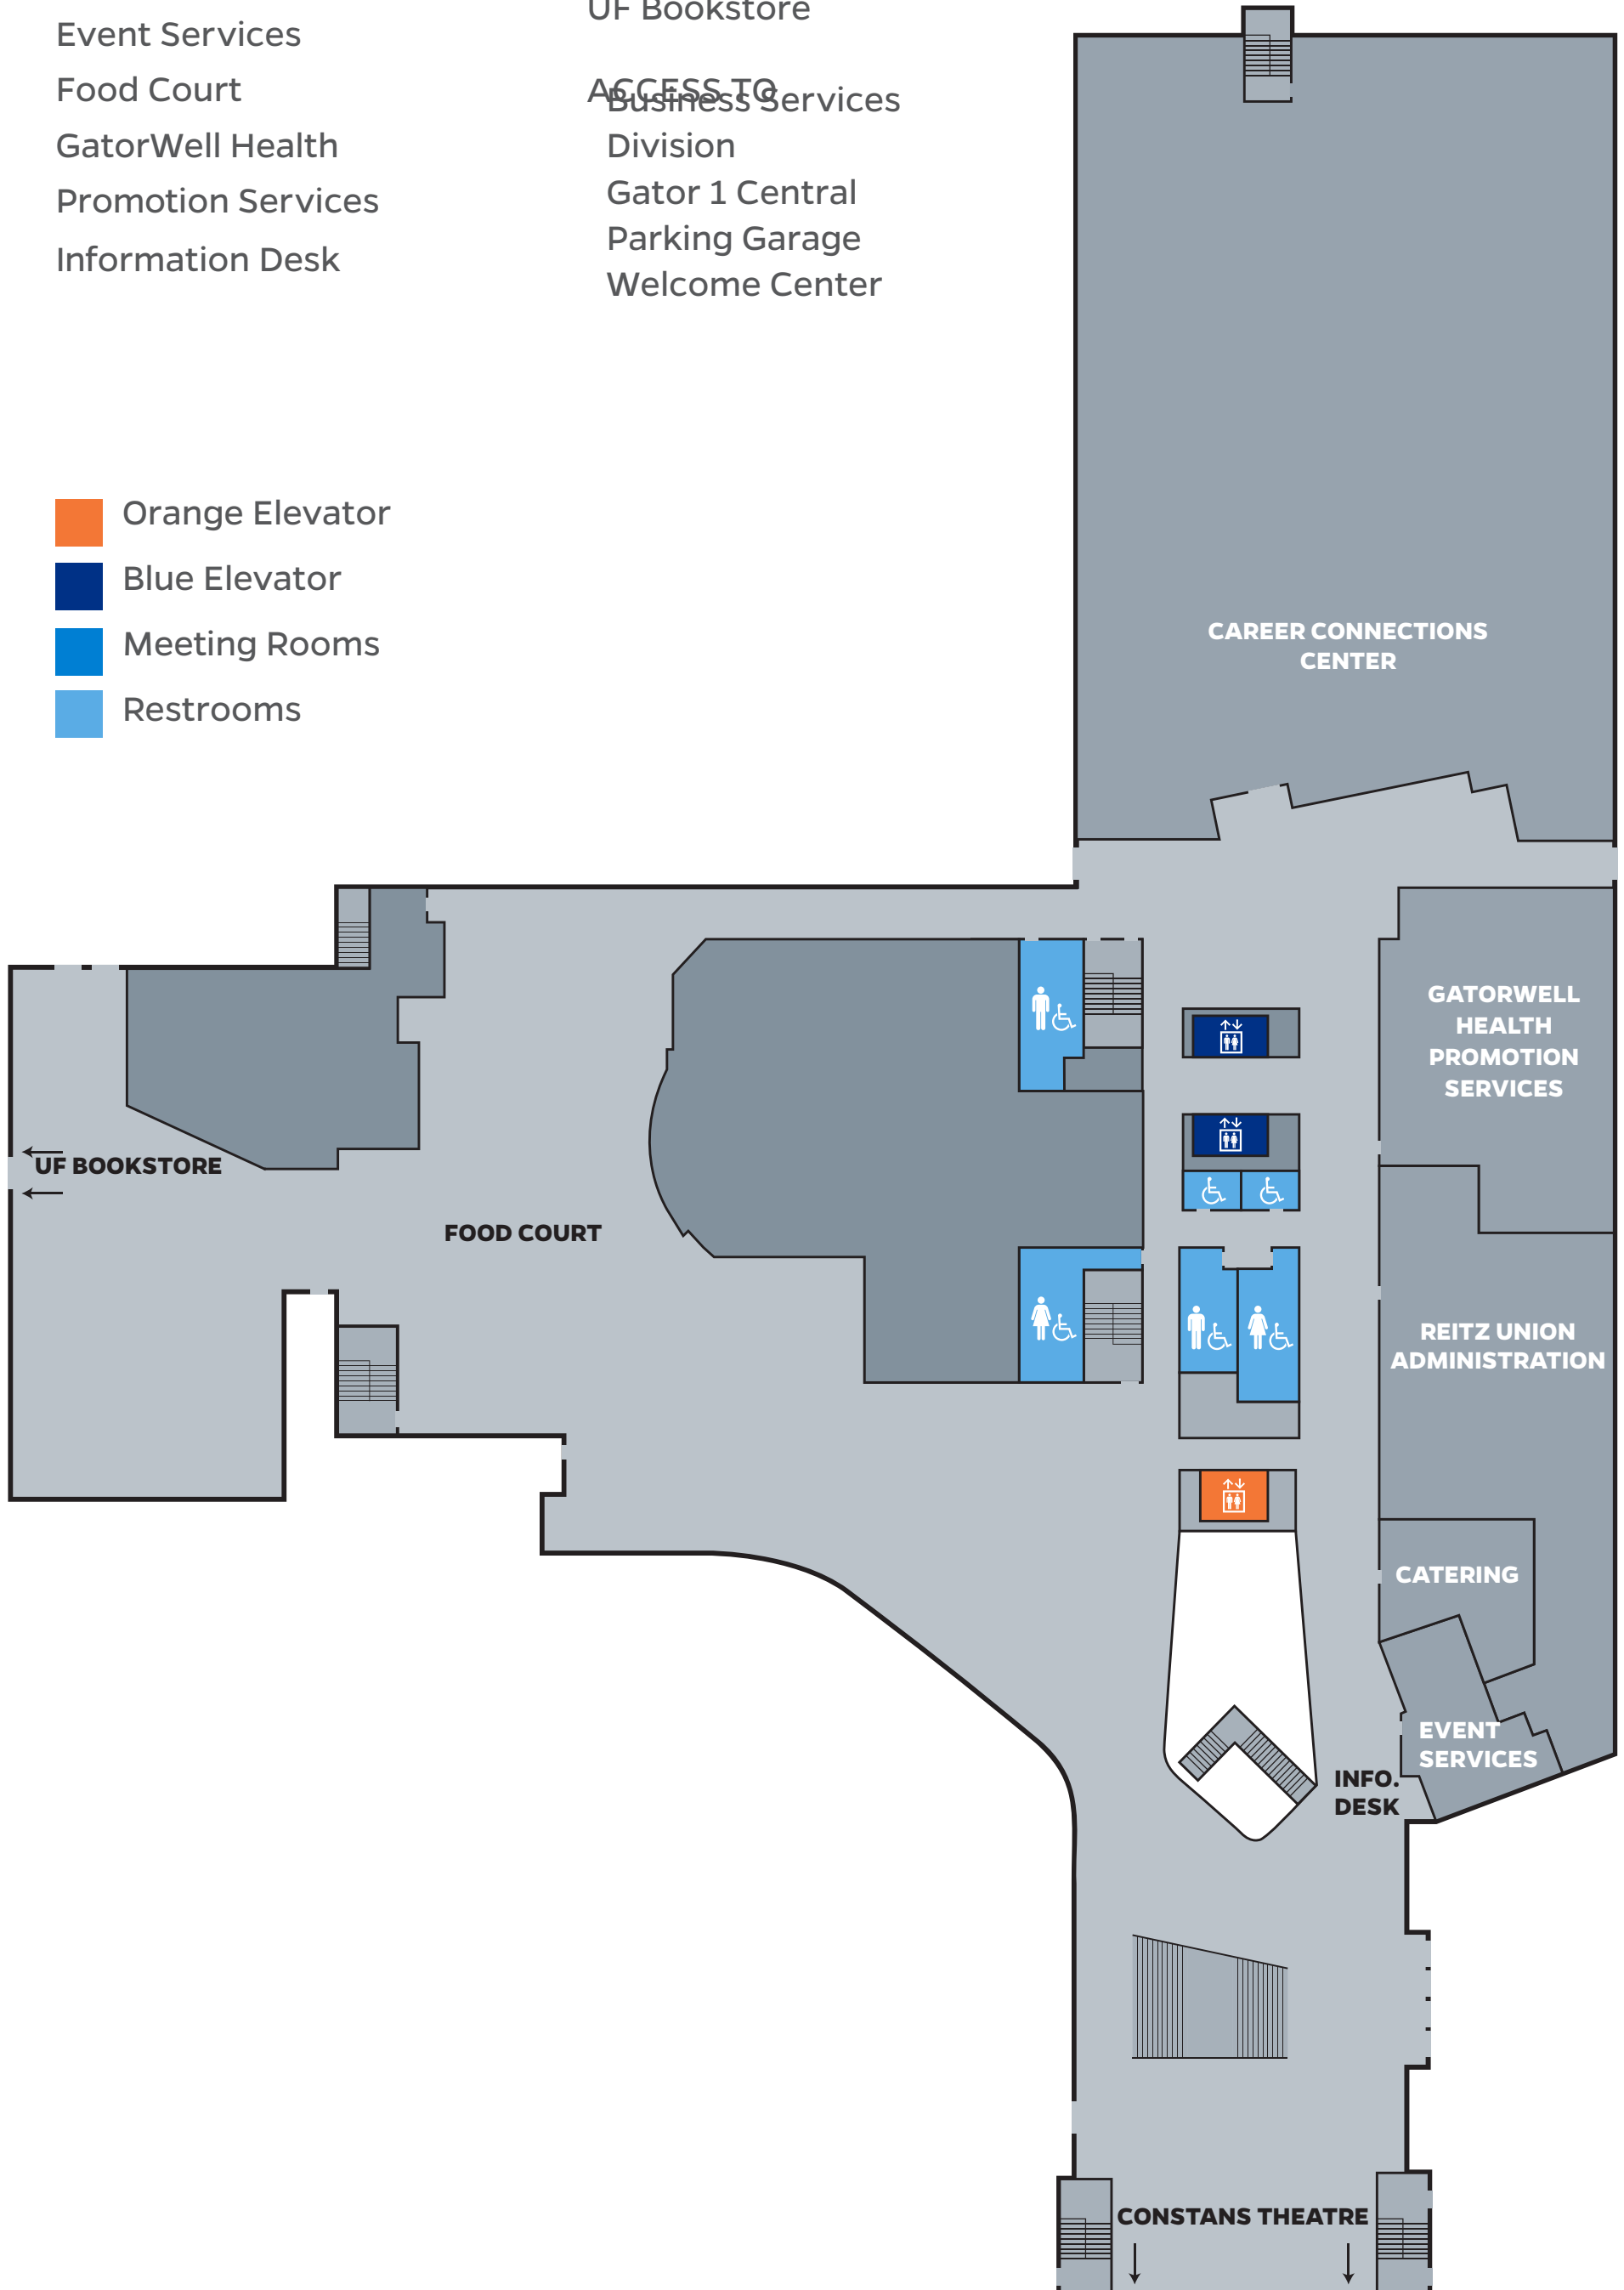 Event Services
Food Court
GatorWell Health
Promotion Services
Information Desk
UF Bookstore
ACCESS TO
Business Services
Division
Gator 1 Central
Parking Garage
Welcome Center
Orange Elevator
Blue Elevator
Meeting Rooms
Restrooms
CAREER CONNECTIONS
CENTER
GATORWELL
HEALTH
PROMOTION
SERVICES
UF BOOKSTORE
FOOD COURT
REITZ UNION
ADMINISTRATION
CATERING
EVENT
SERVICES
INFO.
DESK
CONSTANS THEATRE